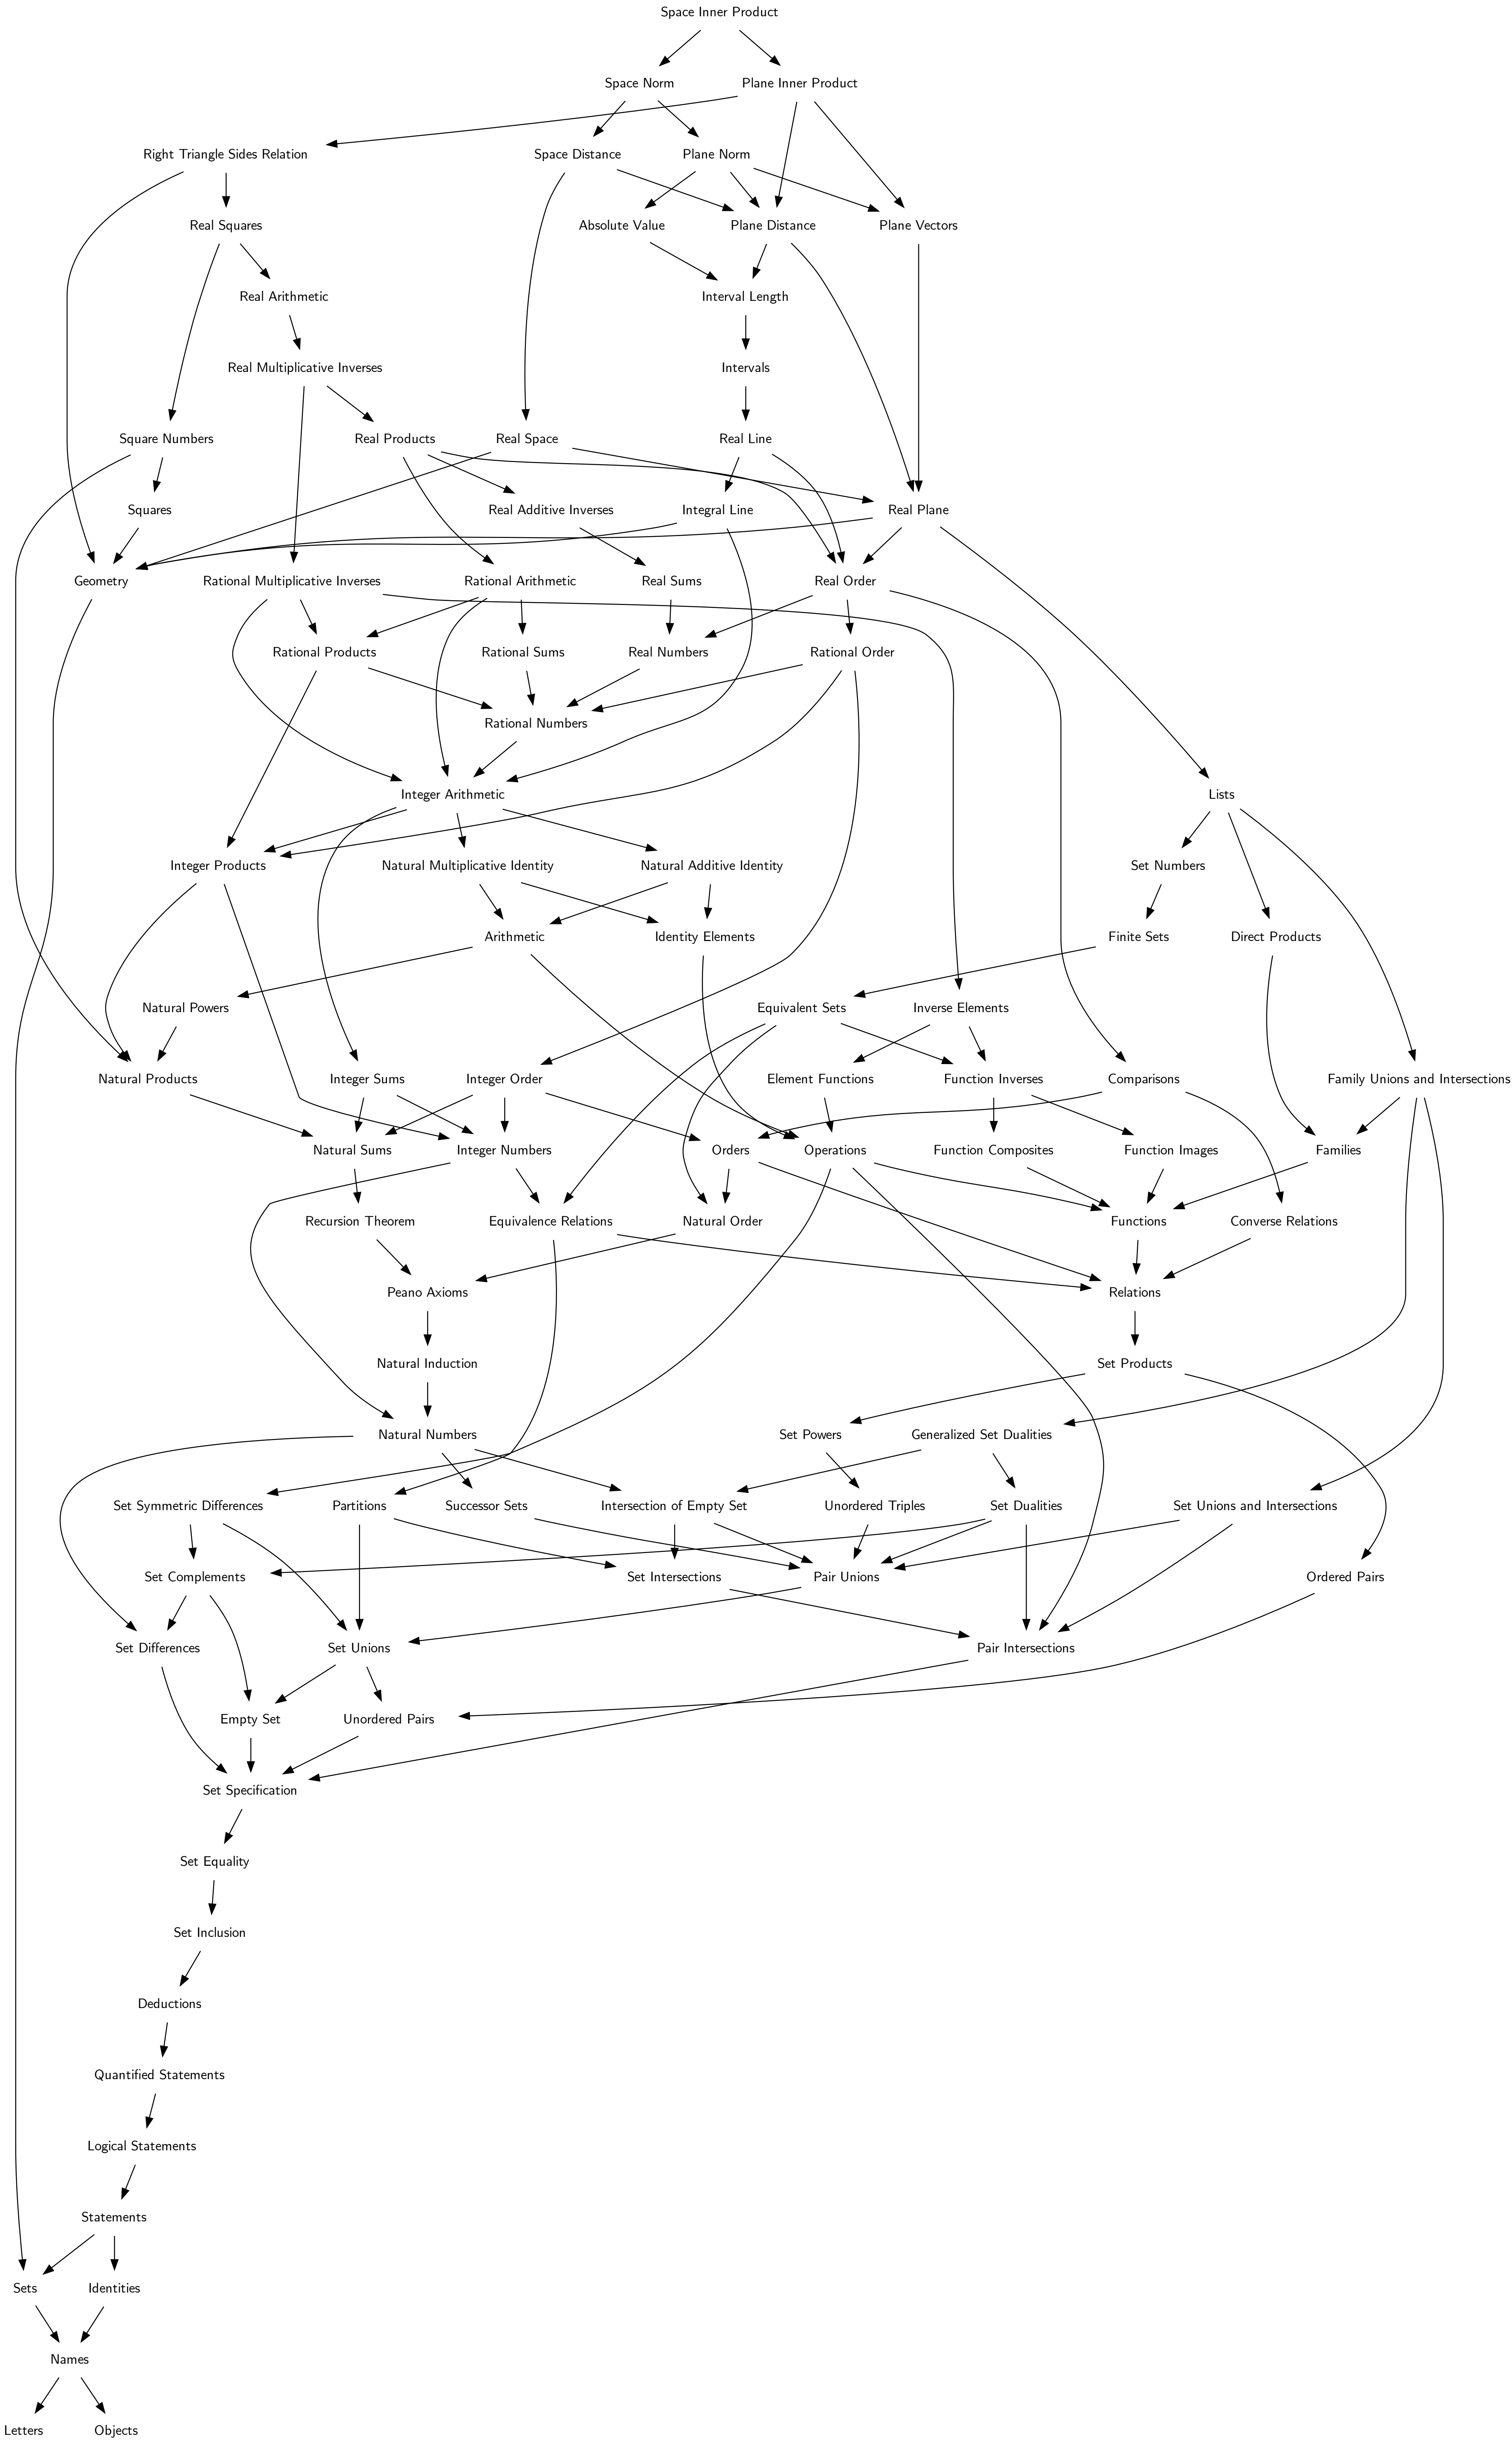 Space Inner Product
Space Norm
Plane Inner Product
Right Triangle Sides Relation
Space Distance
Plane Norm
Real Squares
Absolute Value
Plane Distance
Plane Vectors
Real Arithmetic
Interval Length
Real Multiplicative Inverses
Intervals
Square Numbers
Real Products
Real Space
Real Line
Squares
Real Additive Inverses
Integral Line
Real Plane
Geometry
Rational Multiplicative Inverses
Rational Arithmetic
Real Sums
Real Order
Rational Products
Rational Sums
Real Numbers
Rational Order
Rational Numbers
Integer Arithmetic
Lists
Integer Products
Natural Multiplicative Identity
Natural Additive Identity
Set Numbers
Arithmetic
Identity Elements
Finite Sets
Direct Products
Natural Powers
Equivalent Sets
Inverse Elements
Natural Products
Integer Sums
Integer Order
Element Functions
Function Inverses
Comparisons
Family Unions and Intersections
Natural Sums
Integer Numbers
Orders
Operations
Function Composites
Function Images
Families
Recursion Theorem
Equivalence Relations
Natural Order
Functions
Converse Relations
Peano Axioms
Relations
Natural Induction
Set Products
Natural Numbers
Set Powers
Generalized Set Dualities
Set Symmetric Differences
Partitions
Successor Sets
Intersection of Empty Set
Unordered Triples
Set Dualities
Set Unions and Intersections
Set Complements
Set Intersections
Pair Unions
Ordered Pairs
Set Differences
Set Unions
Pair Intersections
Empty Set
Unordered Pairs
Set Specification
Set Equality
Set Inclusion
Deductions
Quantified Statements
Logical Statements
Statements
Sets
Identities
Names
Letters
Objects